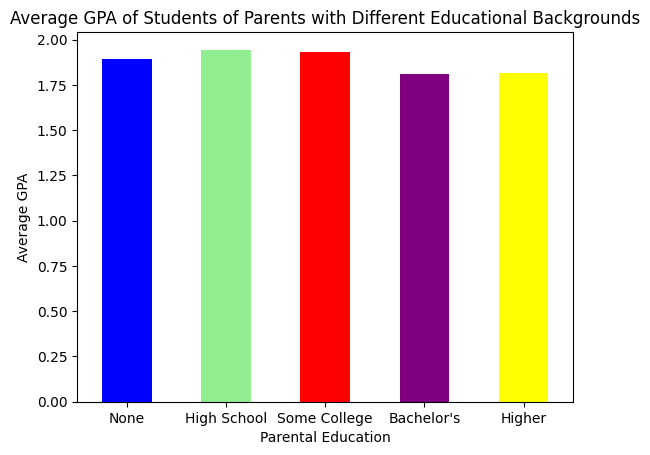 Average GPA of Students of Parents with Different Educational Backgrounds
2.00
1.75
1.50
1.25
1.00
0.75
0.50
0.25
0.00
Average GPA
None High School Some College Bachelor's Higher
Parental Education